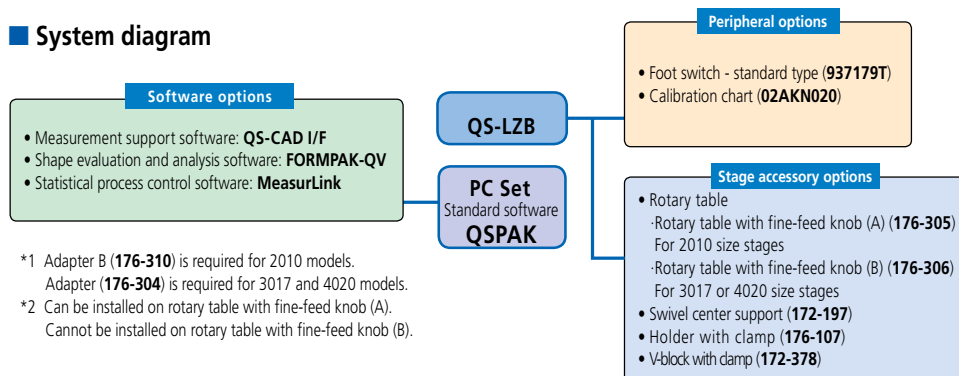 ■ System diagram
Software options
• Measurement support software: QS-CAD I/F
• Shape evaluation and analysis software: FORMPAK-QV
• Statistical process control software: MeasurLink
*1 Adapter B (176-310) is required for 2010 models.
Adapter (176-304) is required for 3017 and 4020 models.
*2 Can be installed on rotary table with fine-feed knob (A).
Cannot be installed on rotary table with fine-feed knob (B).
QS-LZB
PC Set
Standard software
QSPAK
Peripheral options
• Foot switch - standard type (937179T)
• Calibration chart (02AKN020)
Stage accessory options
• Rotary table
·Rotary table with fine-feed knob (A) (176-305)
For 2010 size stages
·Rotary table with fine-feed knob (B) (176-306)
For 3017 or 4020 size stages
• Swivel center support (172-197)
• Holder with clamp (176-107)
• V-block with clamp (172-378)